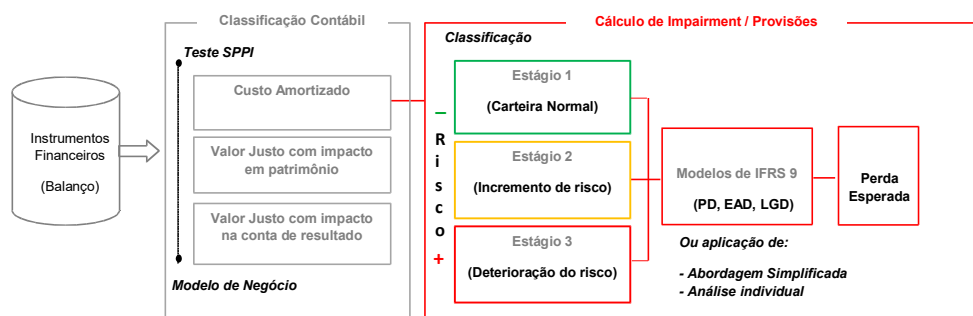 Classificação Contábil
Cálculo de Impairment / Provisões
Teste SPPI
Classificação
Instrumentos
Financeiros
(Balanço)
Custo Amortizado
Valor Justo com impacto
em patrimônio
Valor Justo com impacto
na conta de resultado
Modelo de Negócio
–
R
i
s
c
o
+
Estágio 1
(Carteira Normal)
Estágio 2
(Incremento de risco)
Estágio 3
(Deterioração do risco)
Modelos de IFRS 9
(PD, EAD, LGD)
Ou aplicação de:
- Abordagem Simplificada
- Análise individual
Perda
Esperada